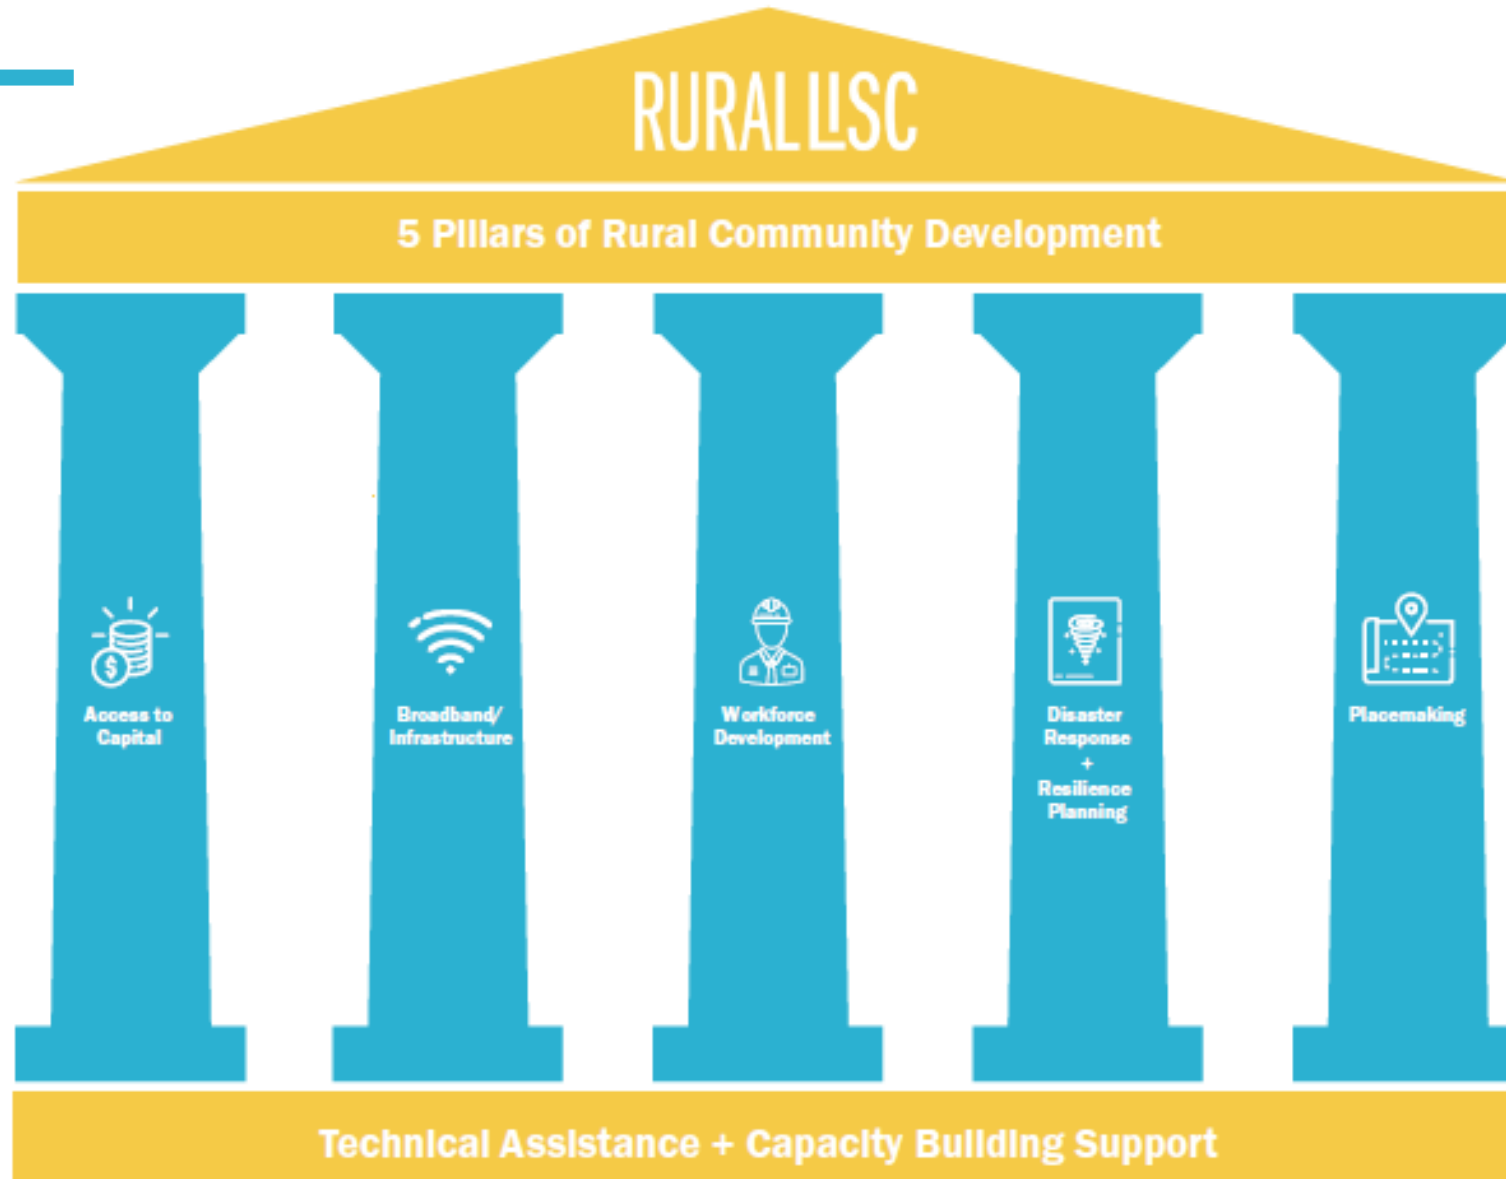 RURAL LISC
5 Pillars of Rural Community Development
$
Access to
Capital
Broadband/
Infrastructure
Workforce
Development
Disaster
Response
+
Resilience
Planning
Placemaking
Technical Assistance + Capacity Building Support